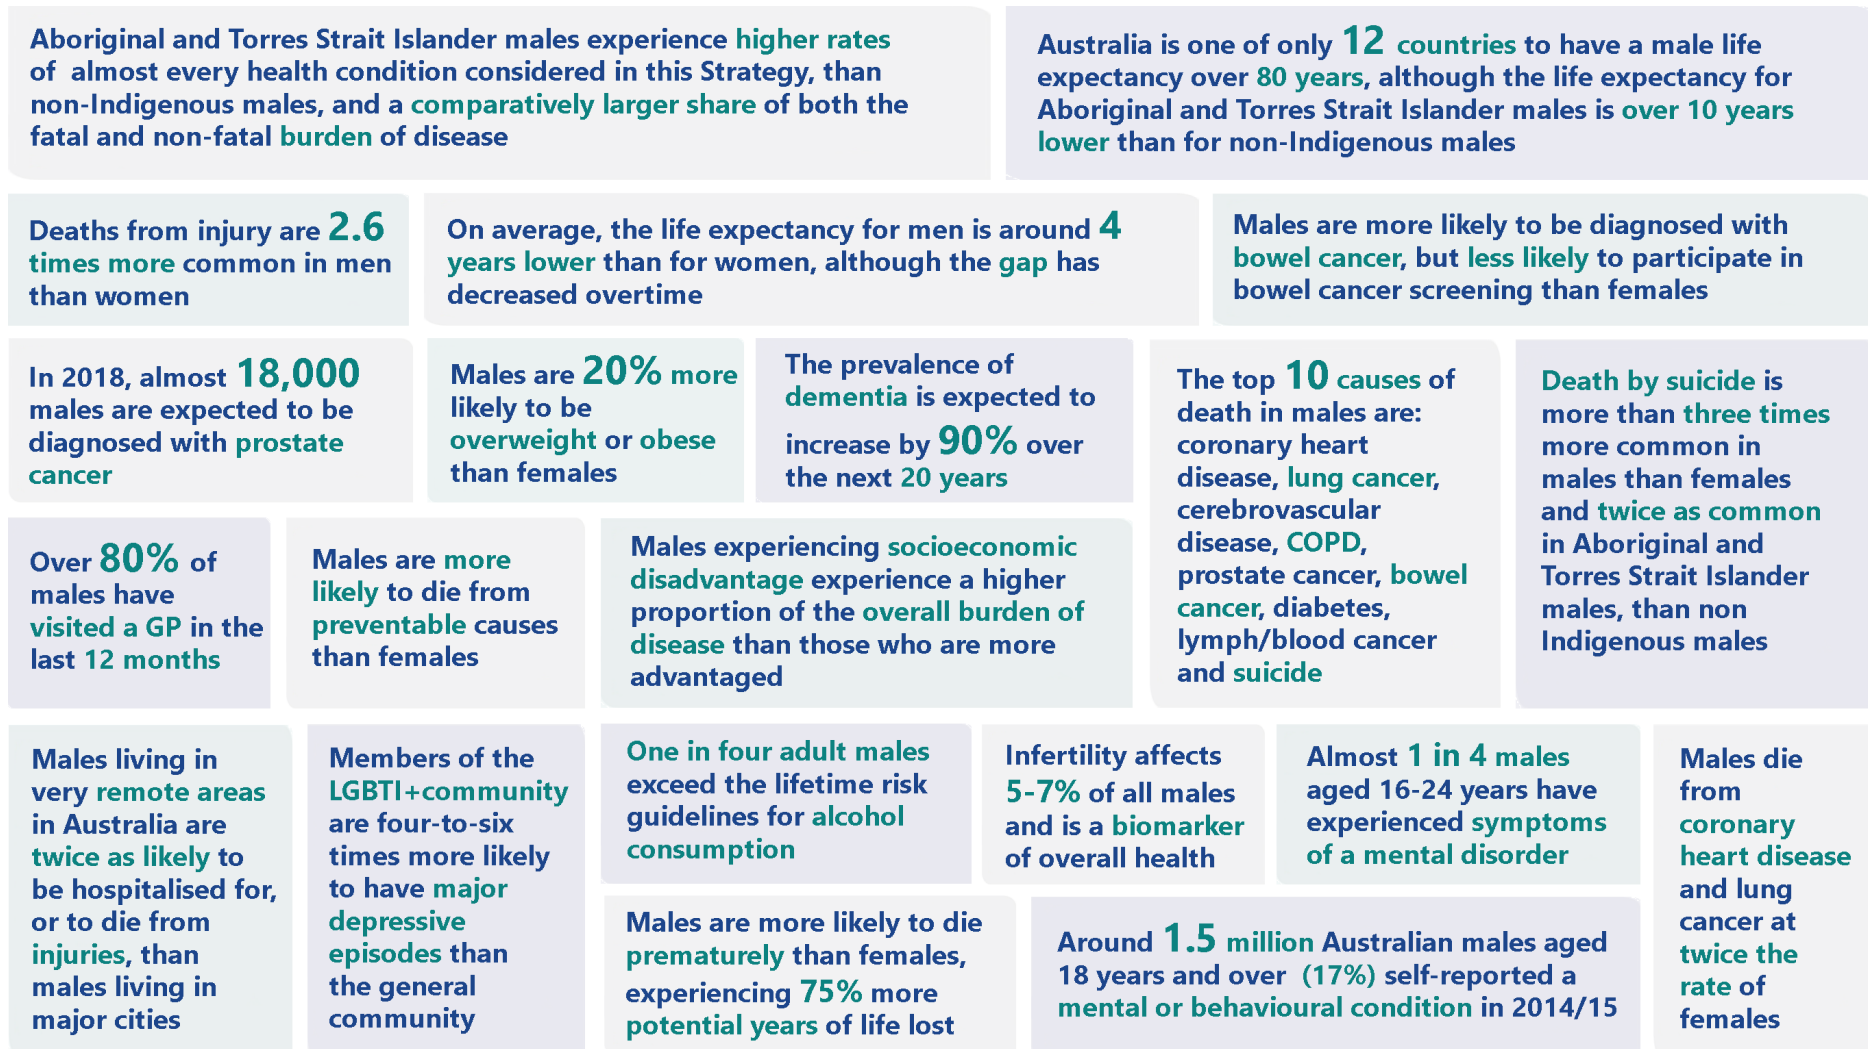 Aboriginal and Torres Strait Islander males experience higher rates
of almost every health condition considered in this Strategy, than
non-Indigenous males, and a comparatively larger share of both the
fatal and non-fatal burden of disease
Australia is one of only 12 countries to have a male life
expectancy over 80 years, although the life expectancy for
Aboriginal and Torres Strait Islander males is over 10 years
lower than for non-Indigenous males
Deaths from injury are 2.6
times more common in men
than women
On average, the life expectancy for men is around 4
years lower than for women, although the gap has
decreased overtime
Males are more likely to be diagnosed with
bowel cancer, but less likely to participate in
bowel cancer screening than females
In 2018, almost 18,000
males are expected to be
diagnosed with prostate
cancer
Males are 20% more
likely to be
overweight or obese
than females
The prevalence of
dementia is expected to
increase by 90% over
the next 20 years
The top 10 causes of
death in males are:
coronary heart
disease, lung cancer,
cerebrovascular
disease, COPD,
prostate cancer, bowel
cancer, diabetes,
lymph/blood cancer
and suicide
Death by suicide is
more than three times
more common in
males than females
and twice as common
in Aboriginal and
Torres Strait Islander
males, than non
Indigenous males
Over 80% of
males have
visited a GP in the
last 12 months
Males are more
likely to die from
preventable causes
than females
Males experiencing socioeconomic
disadvantage experience a higher
proportion of the overall burden of
disease than those who are more
advantaged
Males living in
very remote areas
in Australia are
twice as likely to
be hospitalised for,
or to die from
injuries, than
males living in
major cities
Members of the
LGBTI+community
are four-to-six
times more likely
to have major
depressive
episodes than
the general
community
One in four adult males
exceed the lifetime risk
guidelines for alcohol
consumption
Infertility affects
5-7% of all males
and is a biomarker
of overall health
Almost 1 in 4 males
aged 16-24 years have
experienced symptoms
of a mental disorder
Males die
from
coronary
heart disease
and lung
cancer at
twice the
rate of
females
Males are more likely to die
prematurely than females,
experiencing 75% more
potential years of life lost
Around 1.5 million Australian males aged
18 years and over (17%) self-reported a
mental or behavioural condition in 2014/15